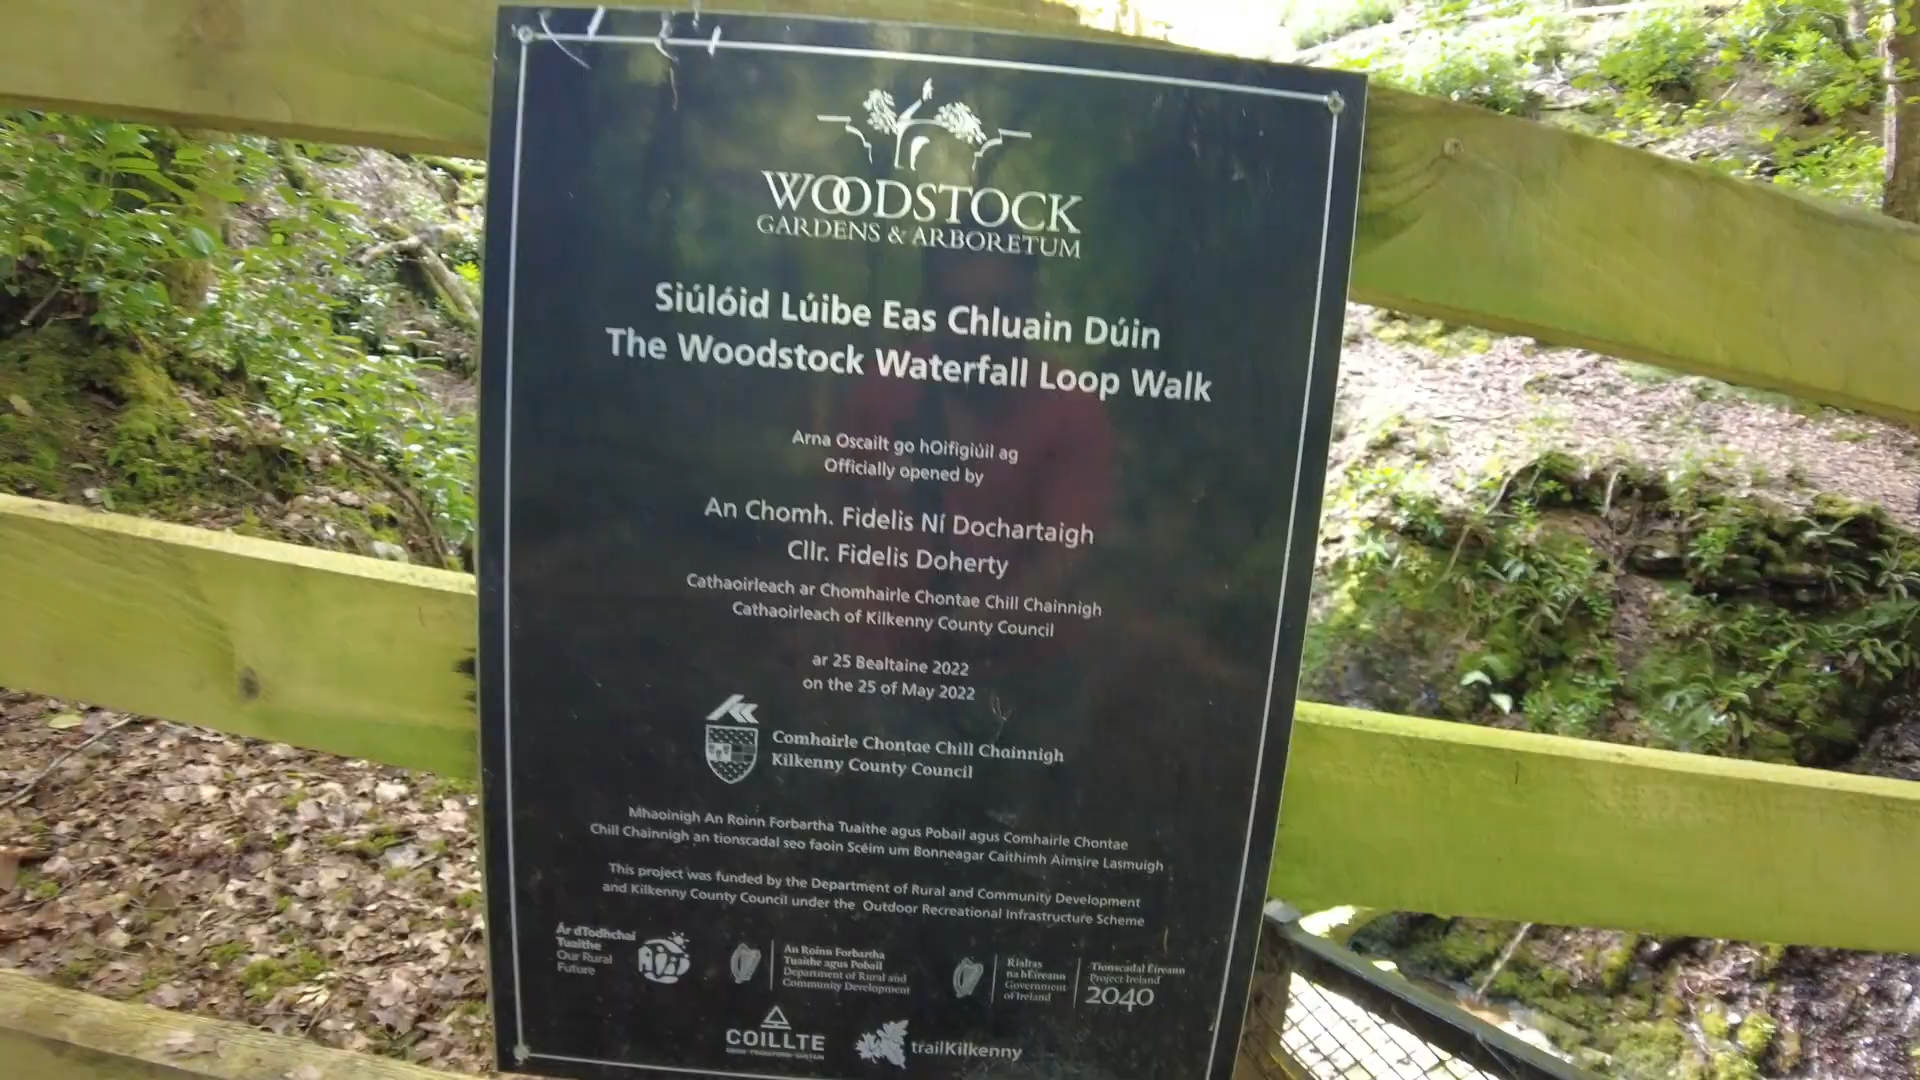 WOODSTOCK
GARDENS & ARBORETUM
Siúlóid Lúibe Eas Chluain Dúin
The Woodstock Waterfall Loop Walk
Arna Oscailt go hOifigiúil ag
Officially opened by
An Chomh. Fidelis Ní Dochartaigh
Cllr. Fidelis Doherty
Cathaoirleach ar Chomhairle Chontae Chill Chainnigh
Cathaoirleach of Kilkenny County Council
ar 25 Bealtaine 2022
on the 25 of May 2022
Comhairle Chontae Chill Chainnigh
Kilkenny County Council
Mhaoinigh An Roinn Forbartha Tuaithe agus Pobail agus Comhairle Chontae
Chill Chainnigh an tionscadal seo faoin Scéim um Bonneagar Caithimh Aimsire Lasmuigh
This project was funded by the Department of Rural and Community Development
and Kilkenny County Council under the Outdoor Recreational Infrastructure Scheme
Ár dTodhchaí
Tuaithe
Our Rural
Future
An Roinn Forbartha
Tuaithe agus Pobail
Department of Rural and
Community Development
Rialtas
na hÉireann
Government
of Ireland
Tionscadal Éireann
Project Ireland
2040
COILLTE
trailKilkenny